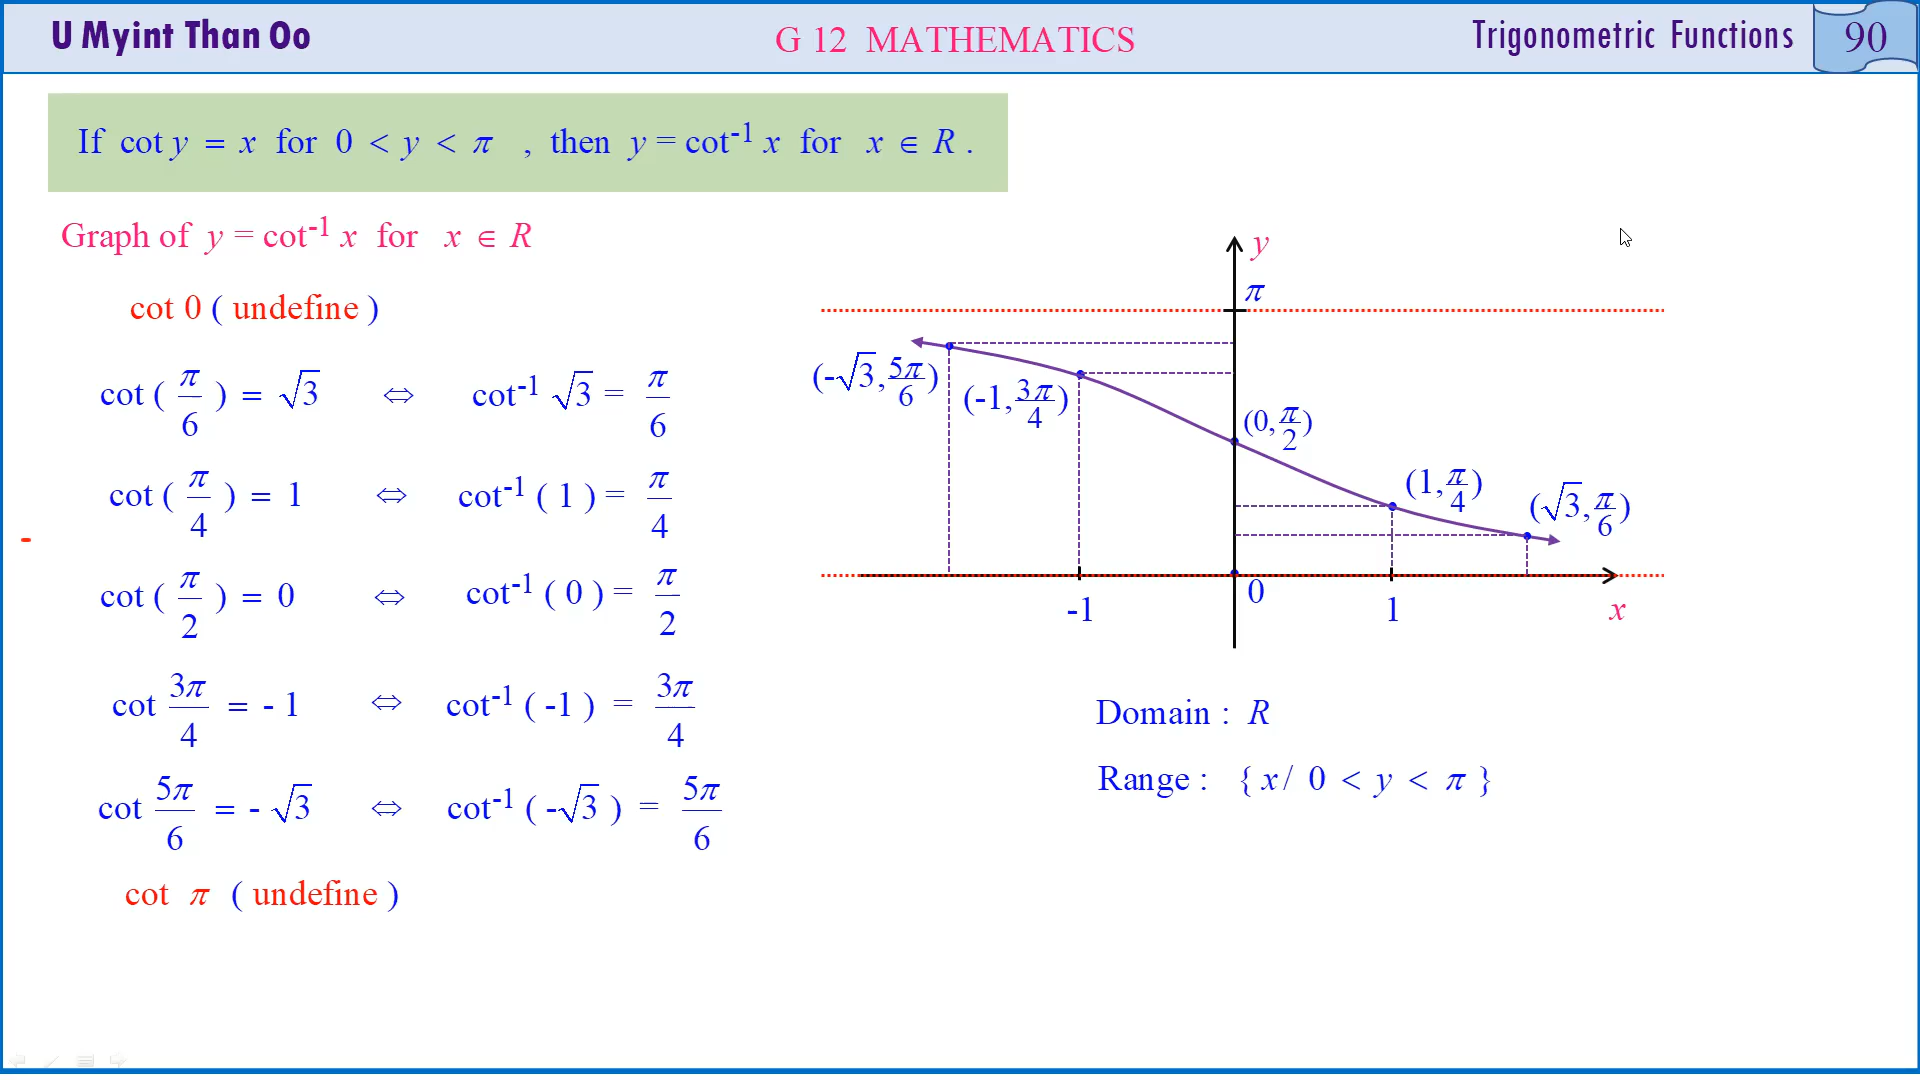 U Myint Than Oo
G 12 MATHEMATICS
Trigonometric Functions
90
If cot y = x for 0 < y < π , then y = cot⁻¹ x for x ∈ R .
Graph of y = cot⁻¹ x for x ∈ R
cot 0 ( undefine )
cot ( π/6 ) = √3 ⇔ cot⁻¹ √3 = π/6
cot ( π/4 ) = 1 ⇔ cot⁻¹ ( 1 ) = π/4
cot ( π/2 ) = 0 ⇔ cot⁻¹ ( 0 ) = π/2
cot 3π/4 = - 1 ⇔ cot⁻¹ ( -1 ) = 3π/4
cot 5π/6 = - √3 ⇔ cot⁻¹ ( -√3 ) = 5π/6
cot π ( undefine )
y
π
(-√3, 5π/6)
(-1, 3π/4)
(0, π/2)
(1, π/4)
(√3, π/6)
-1
0
1
x
Domain : R
Range : { x / 0 < y < π }